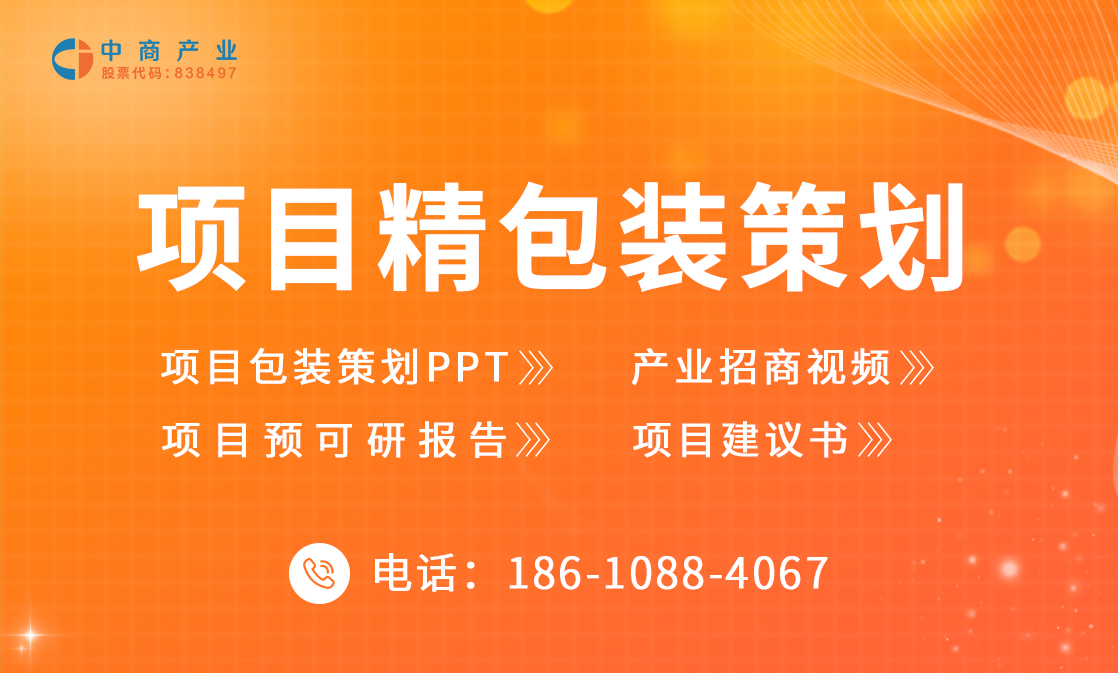 中商产业
股票代码:838497
项目精包装策划
项目包装策划PPT
产业招商视频
项目预可研报告
项目建议书
电话：186-1088-4067